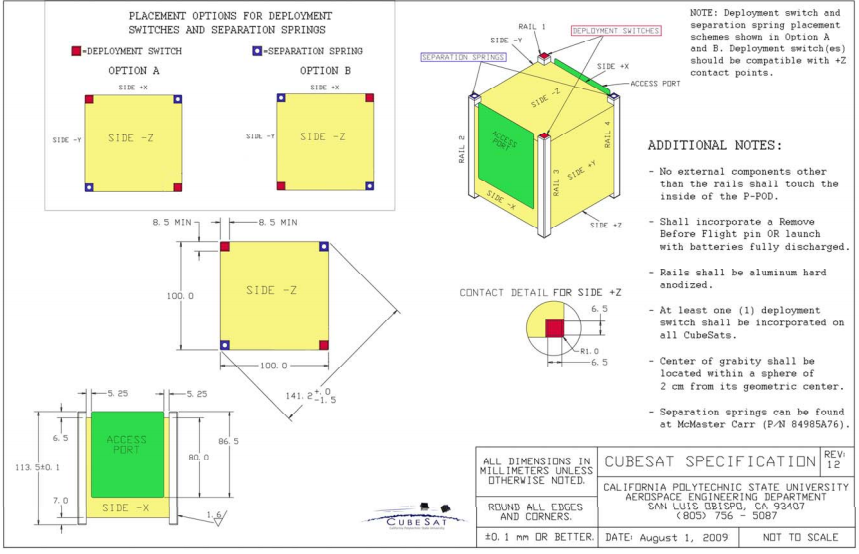 PLACEMENT OPTIONS FOR DEPLOYMENT
SWITCHES AND SEPARATION SPRINGS
=DEPLOYMENT SWITCH
=SEPARATION SPRING
OPTION A
OPTION B
SIDE +X
SIDE -Y
SIDE -Z
SIDE +X
SIDE -Y
SIDE -Z
RAIL 1
DEPLOYMENT SWITCHES
SIDE -Y
SEPARATION SPRINGS
SIDE +X
ACCESS PORT
SIDE -Z
RAIL 2
ACCESS
PORT
RAIL 4
RAIL 3
SIDE +Y
SIDE -X
SIDE +Z
NOTE: Deployment switch and
separation spring placement
schemes shown in Option A
and B. Deployment switch(es)
should be compatible with +Z
contact points.
ADDITIONAL NOTES:
- No external components other
than the rails shall touch the
inside of the P-POD.
- Shall incorporate a Remove
Before Flight pin OR launch
with batteries fully discharged.
- Rails shall be aluminum hard
anodized.
- At least one (1) deployment
switch shall be incorporated on
all CubeSats.
- Center of grabity shall be
located within a sphere of
2 cm from its geometric center.
- Separation springs can be found
at McMaster Carr (P/N 84985A76).
8.5 MIN
8.5 MIN
SIDE -Z
100.0
100.0
141.2 +.0 -1.5
CONTACT DETAIL FOR SIDE +Z
6.5
R1.0
6.5
5.25
5.25
6.5
ACCESS
PORT
86.5
80.0
113.5±0.1
7.0
SIDE -X
1.6
CUBESAT
ALL DIMENSIONS IN
MILLIMETERS UNLESS
OTHERWISE NOTED.
ROUND ALL EDGES
AND CORNERS.
±0.1 mm OR BETTER.
CUBESAT SPECIFICATION
REV:
12
CALIFORNIA POLYTECHNIC STATE UNIVERSITY
AEROSPACE ENGINEERING DEPARTMENT
SAN LUIS OBISPO, CA 93407
(805) 756 - 5087
DATE: August 1, 2009
NOT TO SCALE